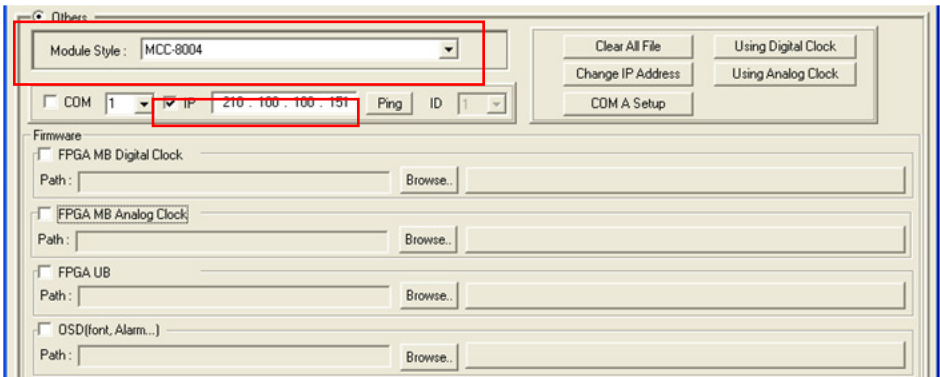 Others
Module Style : MCC-8004
Clear All File Using Digital Clock
Change IP Address Using Analog Clock
COM A Setup
COM 1 IP 210 . 100 . 100 . 151 Ping ID 1
Firmware
FPGA MB Digital Clock
Path : Browse..
FPGA MB Analog Clock
Path : Browse..
FPGA UB
Path : Browse..
OSD(font, Alarm...)
Path : Browse..